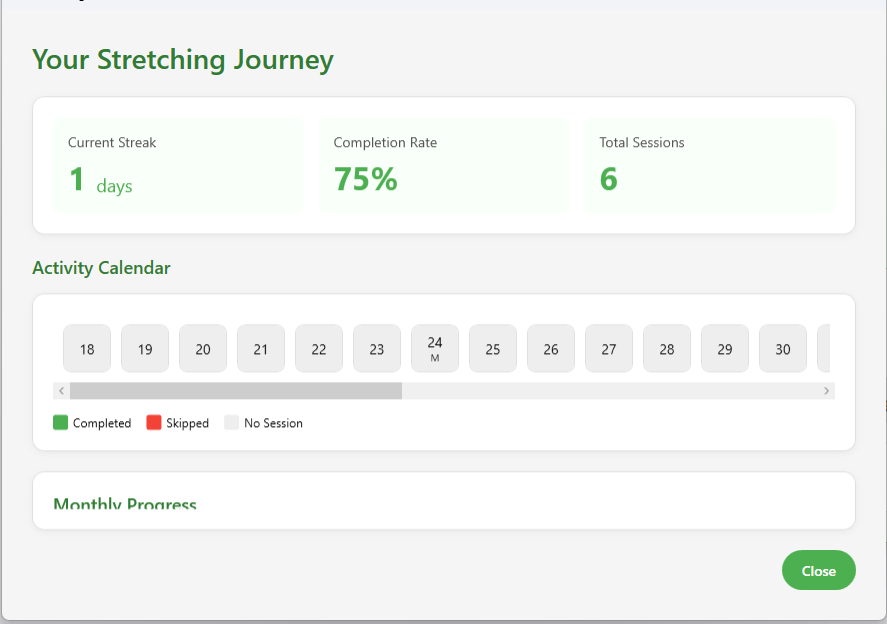 Your Stretching Journey
Current Streak
1 days
Completion Rate
75%
Total Sessions
6
Activity Calendar
18 19 20 21 22 23 24 25 26 27 28 29 30
M
Completed Skipped No Session
Monthly Progress
Close